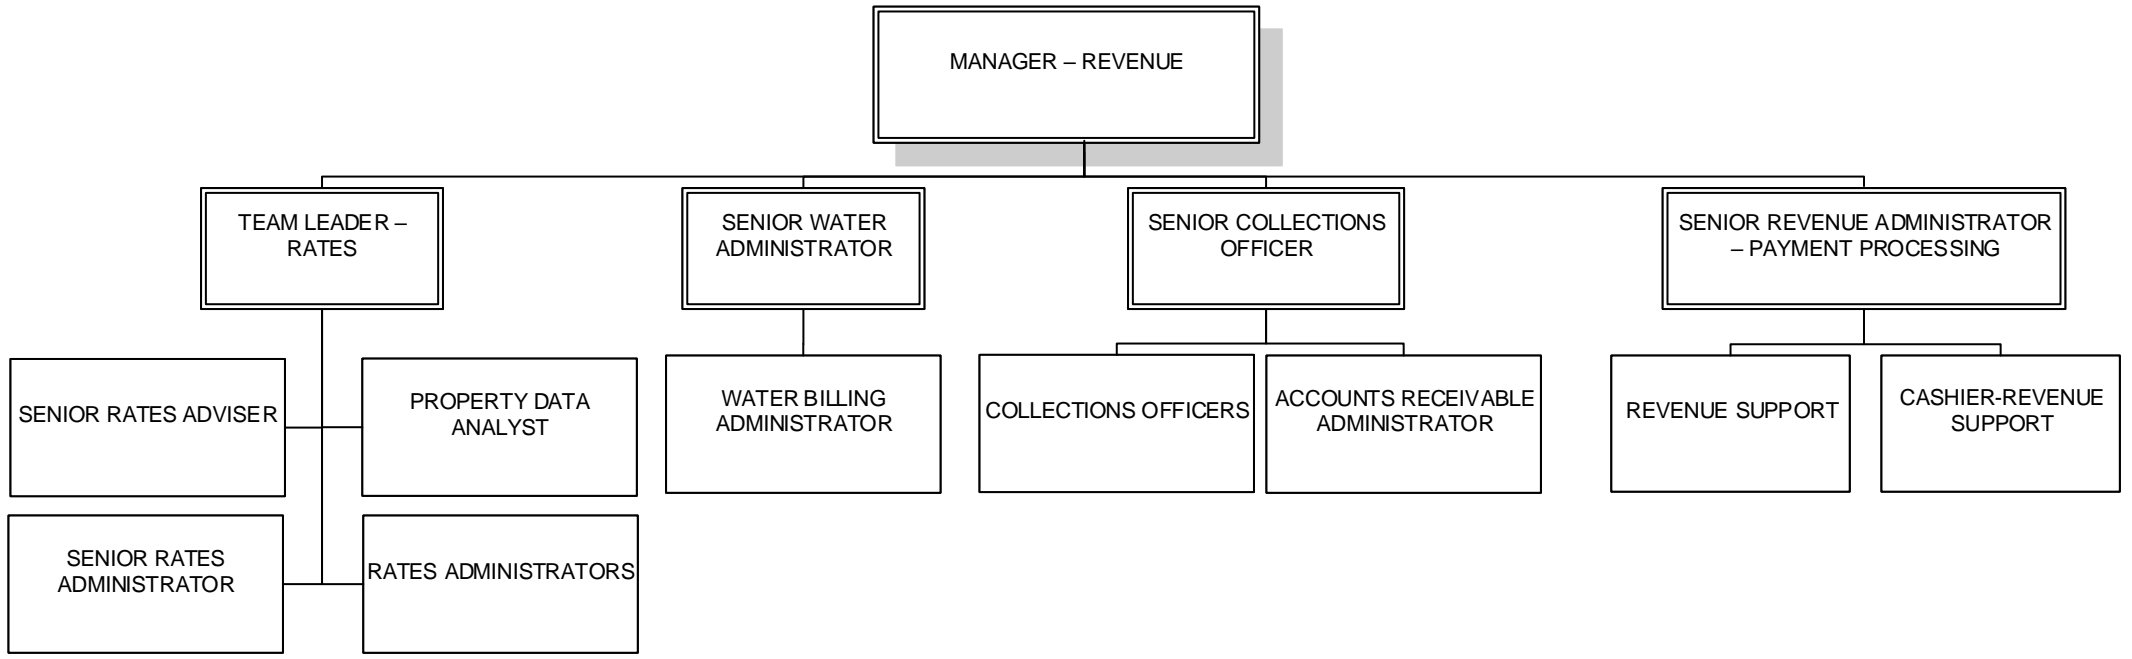 MANAGER – REVENUE
TEAM LEADER –
RATES
SENIOR WATER
ADMINISTRATOR
SENIOR COLLECTIONS
OFFICER
SENIOR REVENUE ADMINISTRATOR
– PAYMENT PROCESSING
SENIOR RATES ADVISER
PROPERTY DATA
ANALYST
WATER BILLING
ADMINISTRATOR
COLLECTIONS OFFICERS
ACCOUNTS RECEIVABLE
ADMINISTRATOR
REVENUE SUPPORT
CASHIER-REVENUE
SUPPORT
SENIOR RATES
ADMINISTRATOR
RATES ADMINISTRATORS